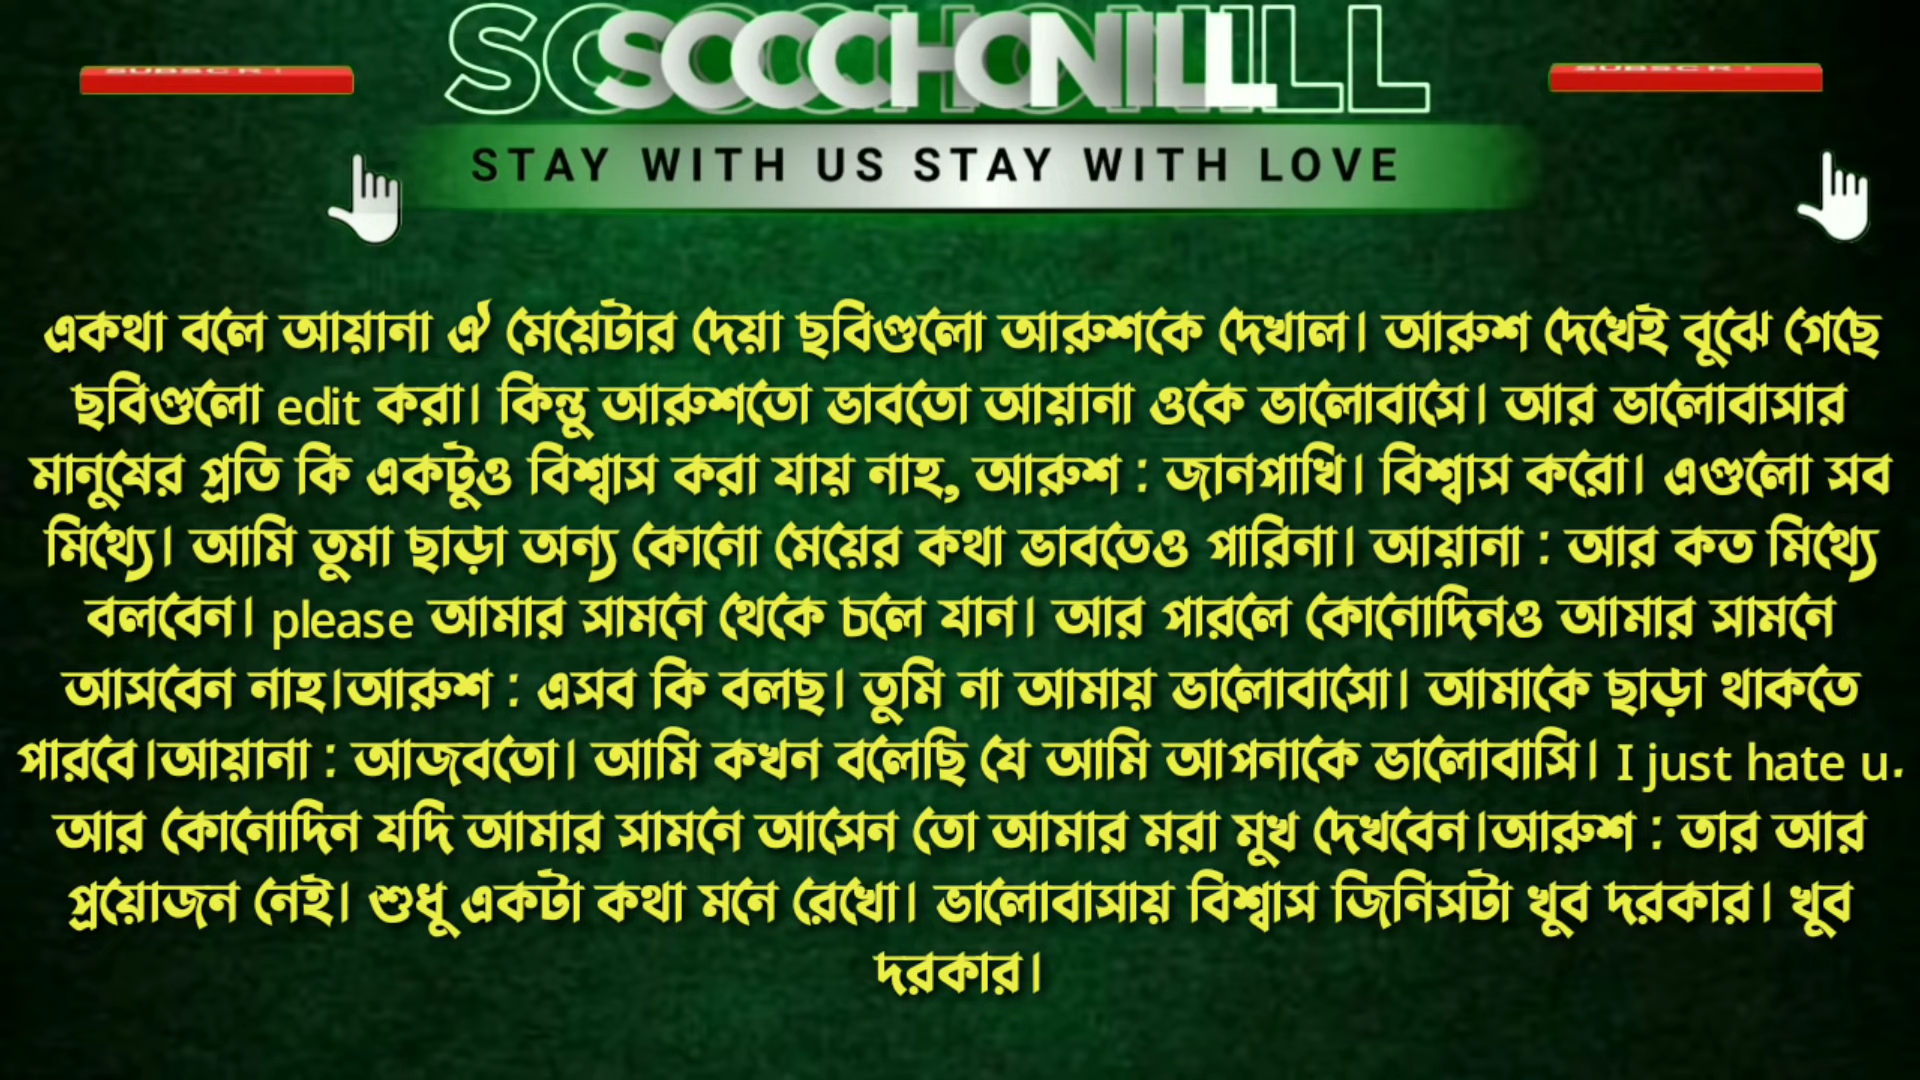 STAY WITH US STAY WITH LOVE
একথা বলে আয়ানা ঐ মেয়েটার দেয়া ছবিগুলো আরুশকে দেখাল। আরুশ দেখেই বুঝে গেছে
ছবিগুলো edit করা। কিন্তু আরুশতো ভাবতো আয়ানা ওকে ভালোবাসে। আর ভালোবাসার
মানুষের প্রতি কি একটুও বিশ্বাস করা যায় নাহ, আরুশ : জানপাখি। বিশ্বাস করো। এগুলো সব
মিথ্যে। আমি তুমা ছাড়া অন্য কোনো মেয়ের কথা ভাবতেও পারিনা। আয়ানা : আর কত মিথ্যে
বলবেন। please আমার সামনে থেকে চলে যান। আর পারলে কোনোদিনও আমার সামনে
আসবেন নাহ।আরুশ : এসব কি বলছ। তুমি না আমায় ভালোবাসো। আমাকে ছাড়া থাকতে
পারবে।আয়ানা : আজবতো। আমি কখন বলেছি যে আমি আপনাকে ভালোবাসি। I just hate u.
আর কোনোদিন যদি আমার সামনে আসেন তো আমার মরা মুখ দেখবেন।আরুশ : তার আর
প্রয়োজন নেই। শুধু একটা কথা মনে রেখো। ভালোবাসায় বিশ্বাস জিনিসটা খুব দরকার। খুব
দরকার।